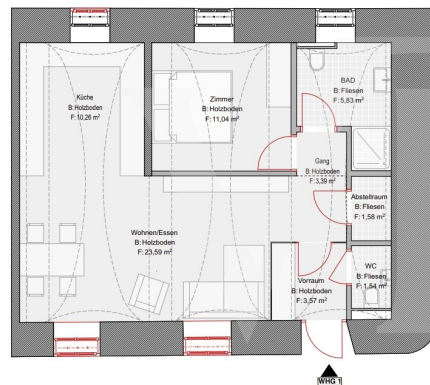 Küche
B: Holzboden
F: 10,26 m²
Zimmer
B: Holzboden
F: 11,04 m²
BAD
B: Fliesen
F: 5,83 m²
Gang
B: Holzboden
F: 3,39 m²
Abstellraum
B: Fliesen
F: 1,58 m²
Wohnen/Essen
B: Holzboden
F: 23,59 m²
WC
B: Fliesen
F: 1,54 m²
Vorraum
B: Holzboden
F: 3,57 m²
WHG 1